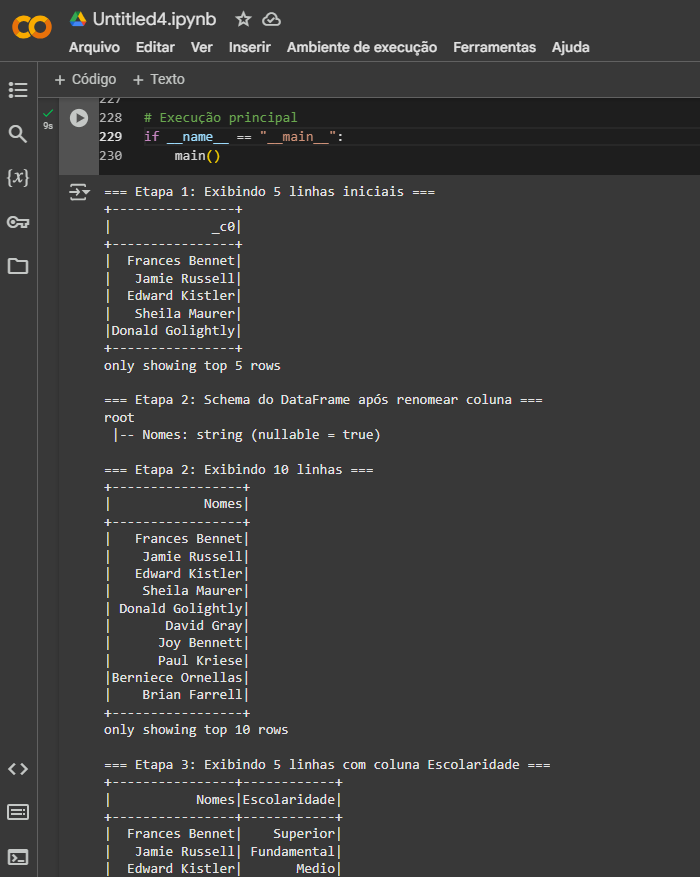 Untitled4.ipynb
Arquivo Editar Ver Inserir Ambiente de execução Ferramentas Ajuda
+ Código + Texto
9s
227
228 # Execução principal
229 if __name__ == "__main__":
230 main()
{x}
=== Etapa 1: Exibindo 5 linhas iniciais ===
+----------------+
|             _c0|
+----------------+
|  Frances Bennet|
|   Jamie Russell|
|  Edward Kistler|
|   Sheila Maurer|
|Donald Golightly|
+----------------+
only showing top 5 rows
=== Etapa 2: Schema do DataFrame após renomear coluna ===
root
 |-- Nomes: string (nullable = true)
=== Etapa 2: Exibindo 10 linhas ===
+-----------------+
|            Nomes|
+-----------------+
|   Frances Bennet|
|    Jamie Russell|
|   Edward Kistler|
|    Sheila Maurer|
| Donald Golightly|
|       David Gray|
|      Joy Bennett|
|      Paul Kriese|
|Berniece Ornellas|
|    Brian Farrell|
+-----------------+
only showing top 10 rows
=== Etapa 3: Exibindo 5 linhas com coluna Escolaridade ===
+----------------+------------+
|           Nomes|Escolaridade|
+----------------+------------+
|  Frances Bennet|    Superior|
|   Jamie Russell| Fundamental|
|  Edward Kistler|       Medio|